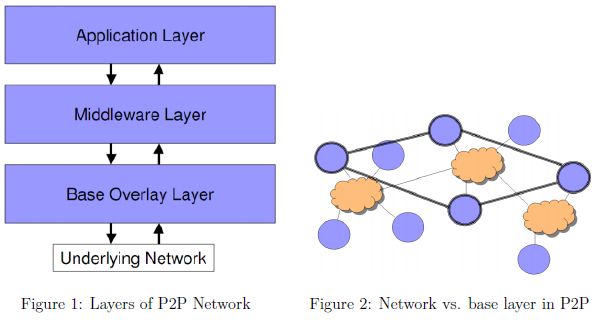 Application Layer
Middleware Layer
Base Overlay Layer
Underlying Network
Figure 1: Layers of P2P Network
Figure 2: Network vs. base layer in P2P